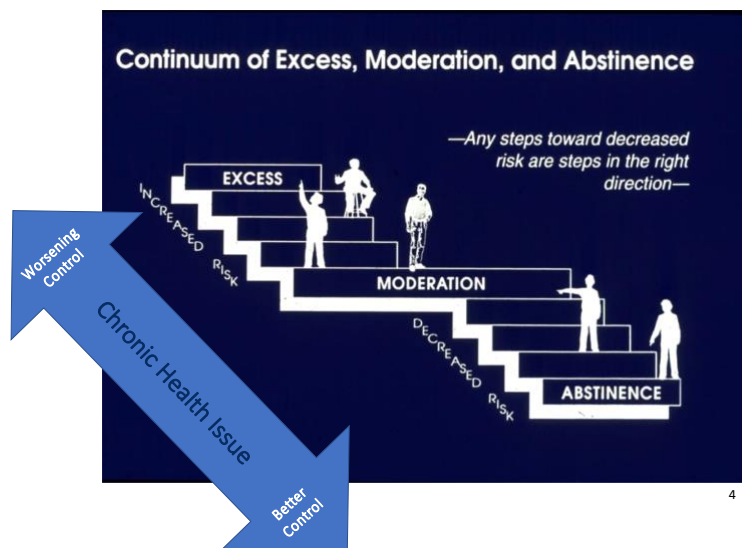 Continuum of Excess, Moderation, and Abstinence
—Any steps toward decreased
risk are steps in the right
direction—
EXCESS
INCREASED RISK
MODERATION
DECREASED RISK
ABSTINENCE
Worsening
Control
Chronic Health Issue
Better
Control
4